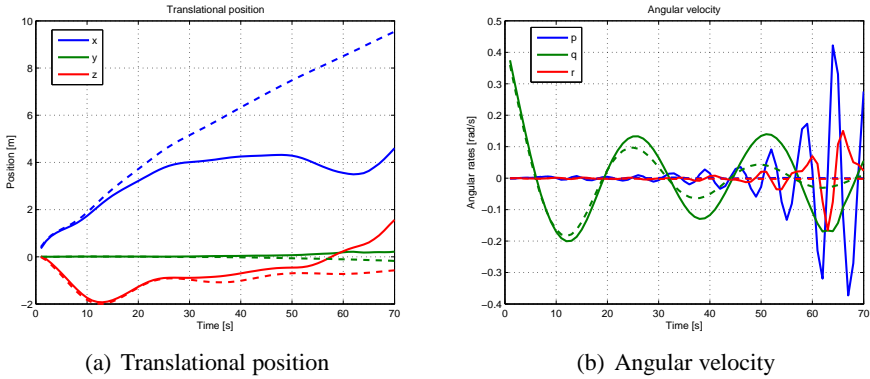 Translational position
Position [m]
10
8
6
4
2
0
−2
x
y
z
0 10 20 30 40 50 60 70
Time [s]
(a) Translational position
Angular velocity
Angular rates [rad/s]
0.5
0.4
0.3
0.2
0.1
0
−0.1
−0.2
−0.3
−0.4
p
q
r
0 10 20 30 40 50 60 70
Time [s]
(b) Angular velocity